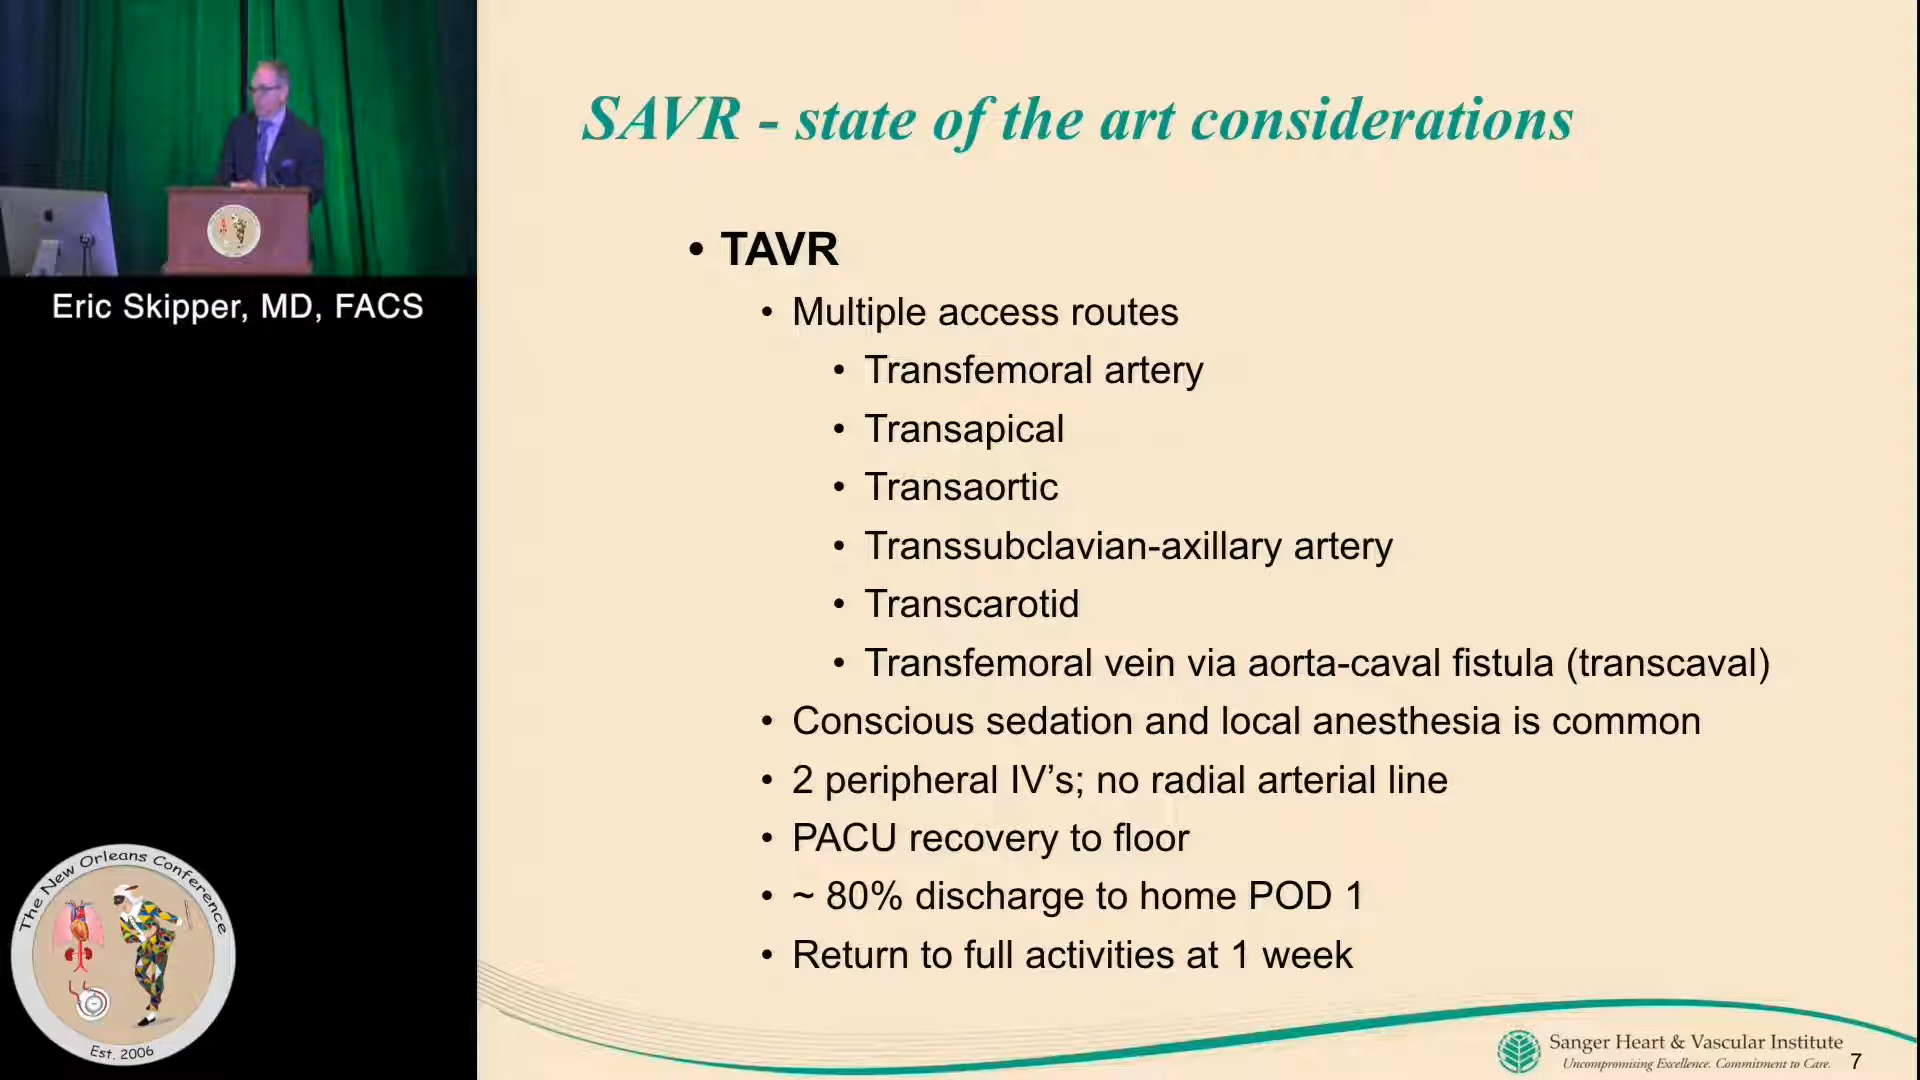 SAVR - state of the art considerations
Eric Skipper, MD, FACS
• TAVR
• Multiple access routes
• Transfemoral artery
• Transapical
• Transaortic
• Transsubclavian-axillary artery
• Transcarotid
• Transfemoral vein via aorta-caval fistula (transcaval)
• Conscious sedation and local anesthesia is common
• 2 peripheral IV’s; no radial arterial line
• PACU recovery to floor
• ~ 80% discharge to home POD 1
• Return to full activities at 1 week
The New Orleans Conference
Est. 2006
Sanger Heart & Vascular Institute
Uncompromising Excellence. Commitment to Care.
7